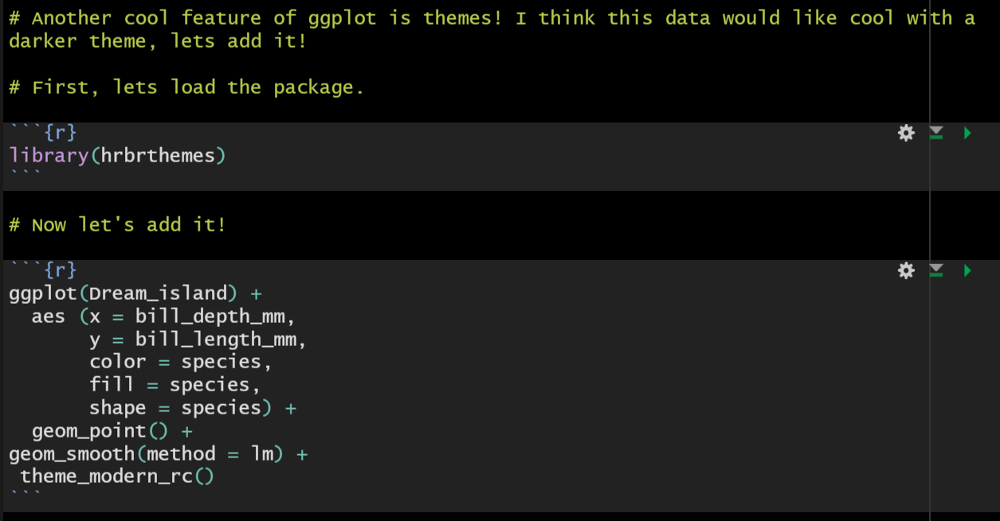 # Another cool feature of ggplot is themes! I think this data would like cool with a
darker theme, lets add it!
# First, lets load the package.
```{r}
library(hrbrthemes)
```
# Now let's add it!
```{r}
ggplot(Dream_island) +
  aes (x = bill_depth_mm,
       y = bill_length_mm,
       color = species,
       fill = species,
       shape = species) +
  geom_point() +
geom_smooth(method = lm) +
 theme_modern_rc()
```